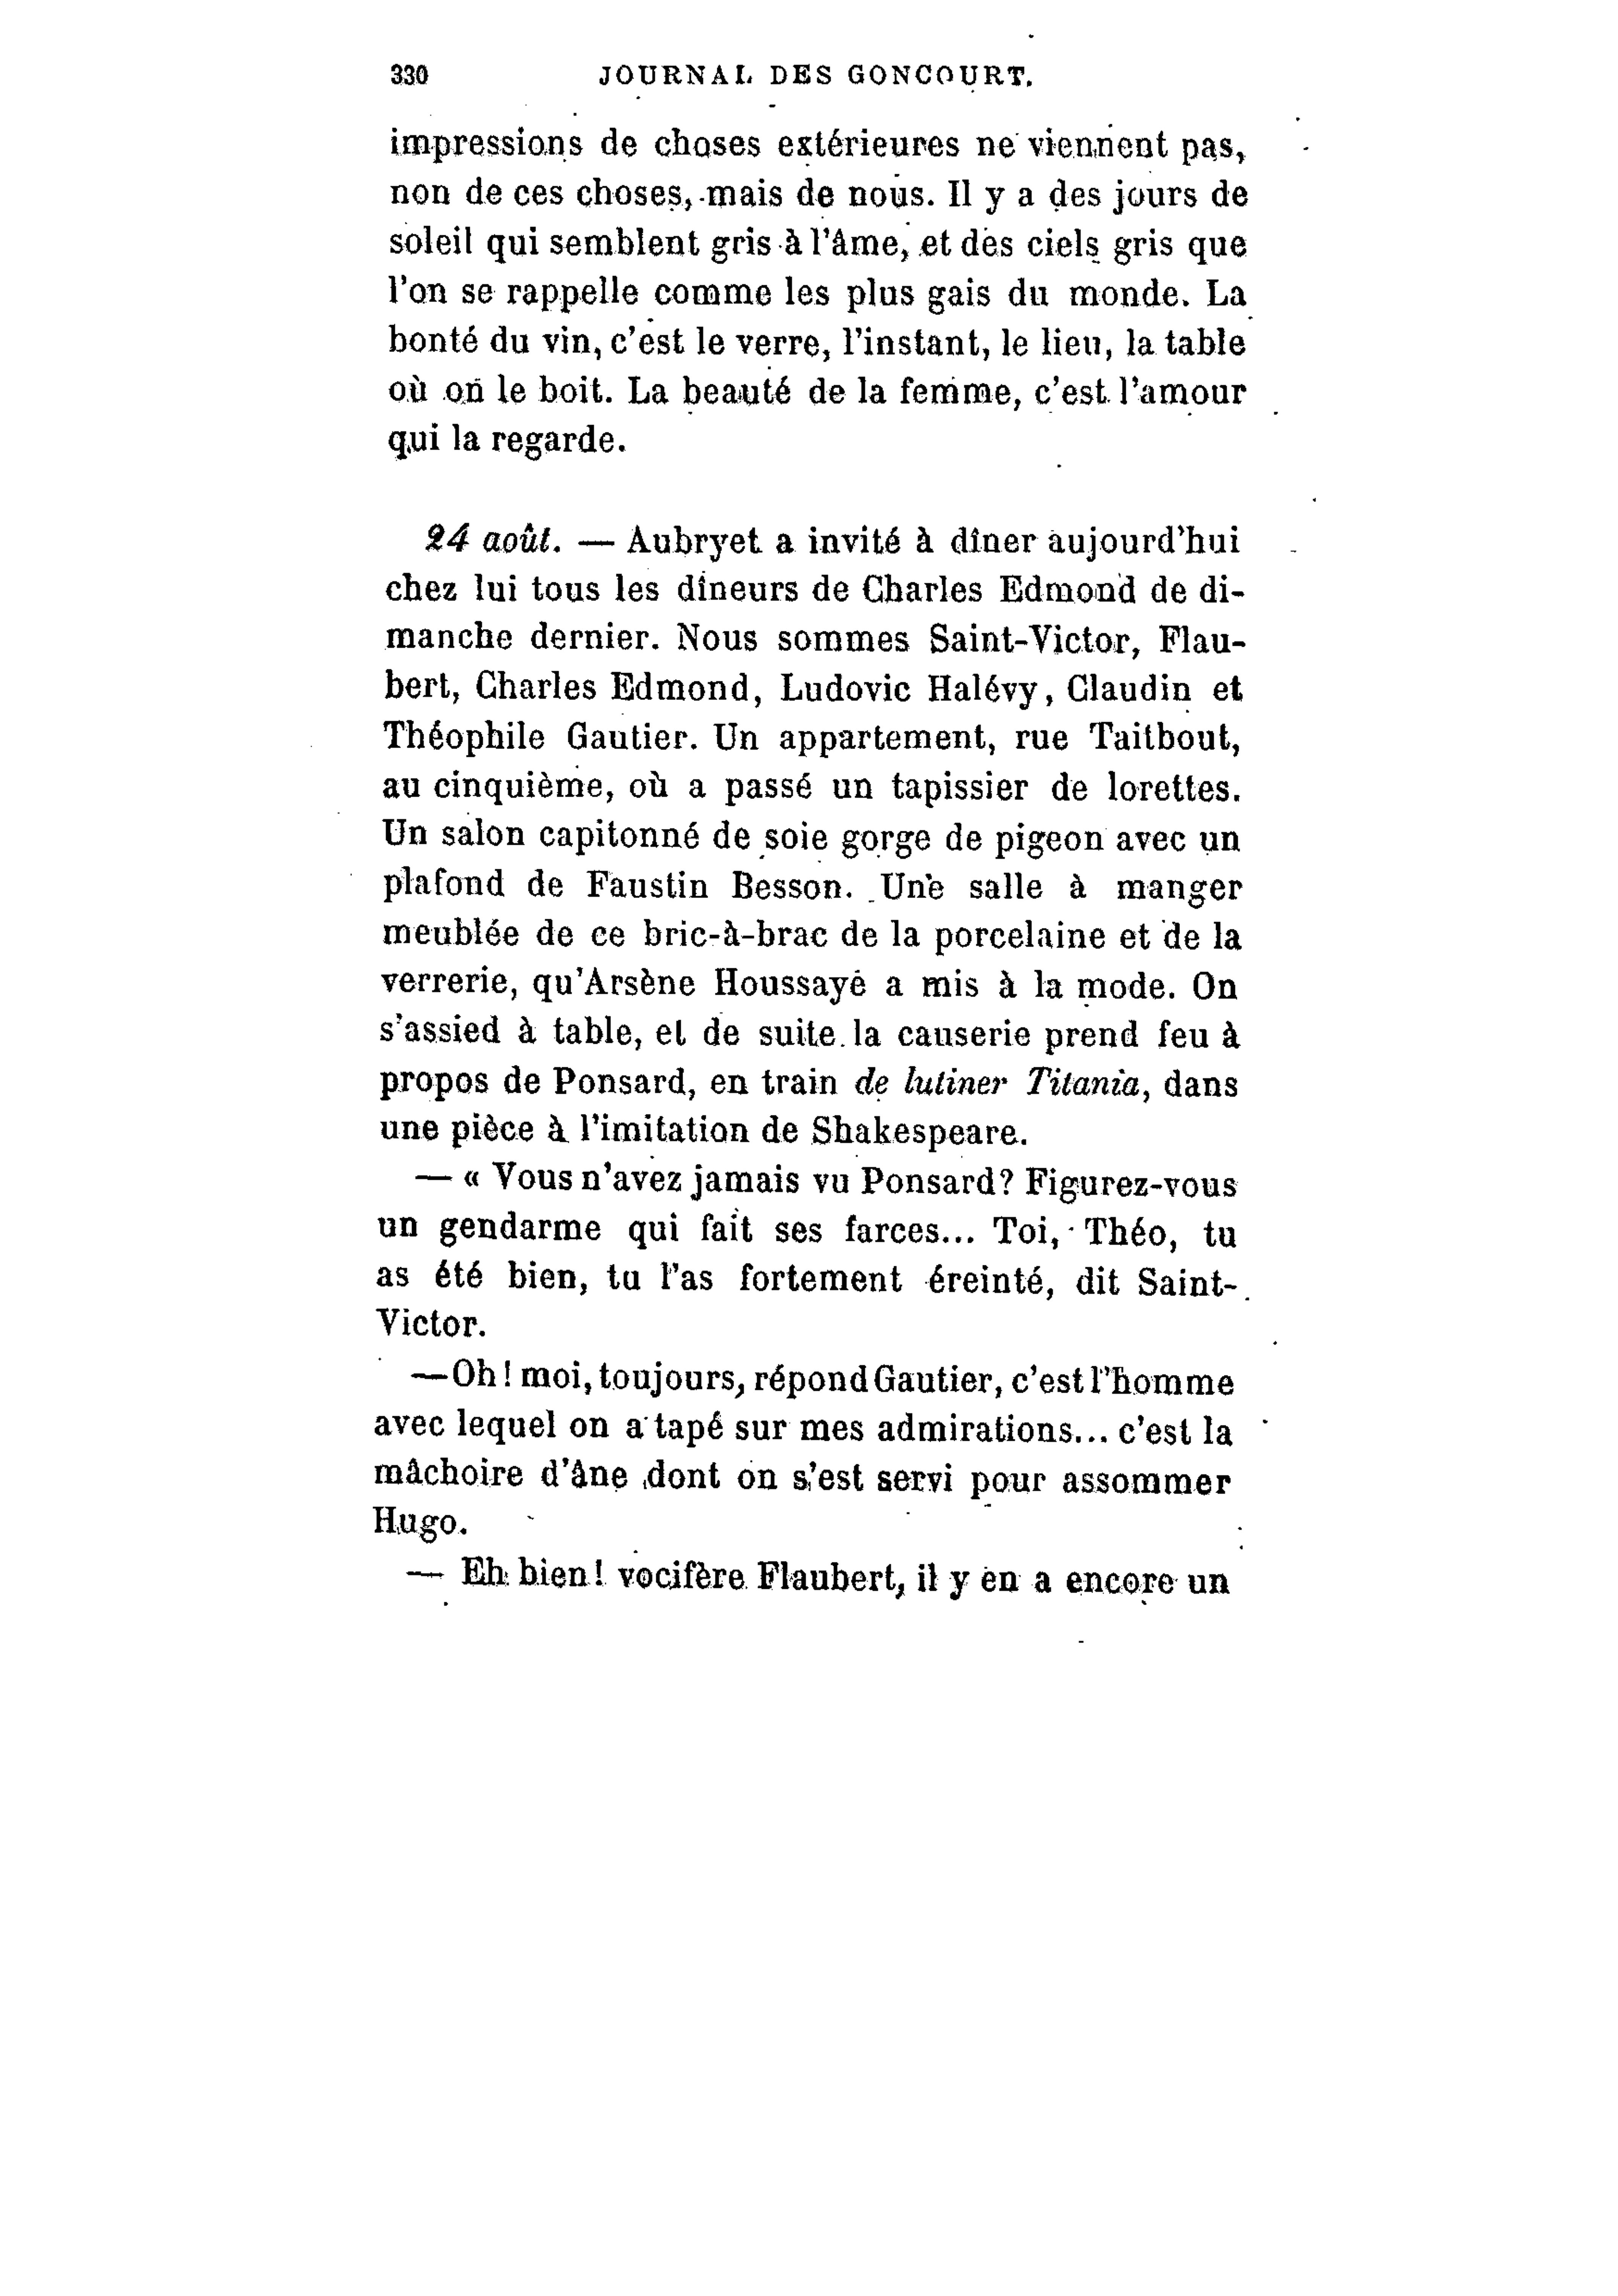 330 JOURNAL DES GONCOURT.
impressions de choses extérieures ne viennent pas,
non de ces choses, mais de nous. Il y a des jours de
soleil qui semblent gris à l'âme, et des ciels gris que
l'on se rappelle comme les plus gais du monde. La
bonté du vin, c'est le verre, l'instant, le lieu, la table
où on le boit. La beauté de la femme, c'est l'amour
qui la regarde.
24 août. — Aubryet a invité à dîner aujourd'hui
chez lui tous les dîneurs de Charles Edmond de di-
manche dernier. Nous sommes Saint-Victor, Flau-
bert, Charles Edmond, Ludovic Halévy, Claudin et
Théophile Gautier. Un appartement, rue Taitbout,
au cinquième, où a passé un tapissier de lorettes.
Un salon capitonné de soie gorge de pigeon avec un
plafond de Faustin Besson. Une salle à manger
meublée de ce bric-à-brac de la porcelaine et de la
verrerie, qu'Arsène Houssaye a mis à la mode. On
s'assied à table, et de suite la causerie prend feu à
propos de Ponsard, en train de lutiner Titania, dans
une pièce à l'imitation de Shakespeare.
— « Vous n'avez jamais vu Ponsard? Figurez-vous
un gendarme qui fait ses farces... Toi, Théo, tu
as été bien, tu l'as fortement éreinté, dit Saint-
Victor.
— Oh! moi, toujours, répond Gautier, c'est l'homme
avec lequel on a tapé sur mes admirations... c'est la
mâchoire d'âne dont on s'est servi pour assommer
Hugo.
— Eh bien! vocifère Flaubert, il y en a encore un